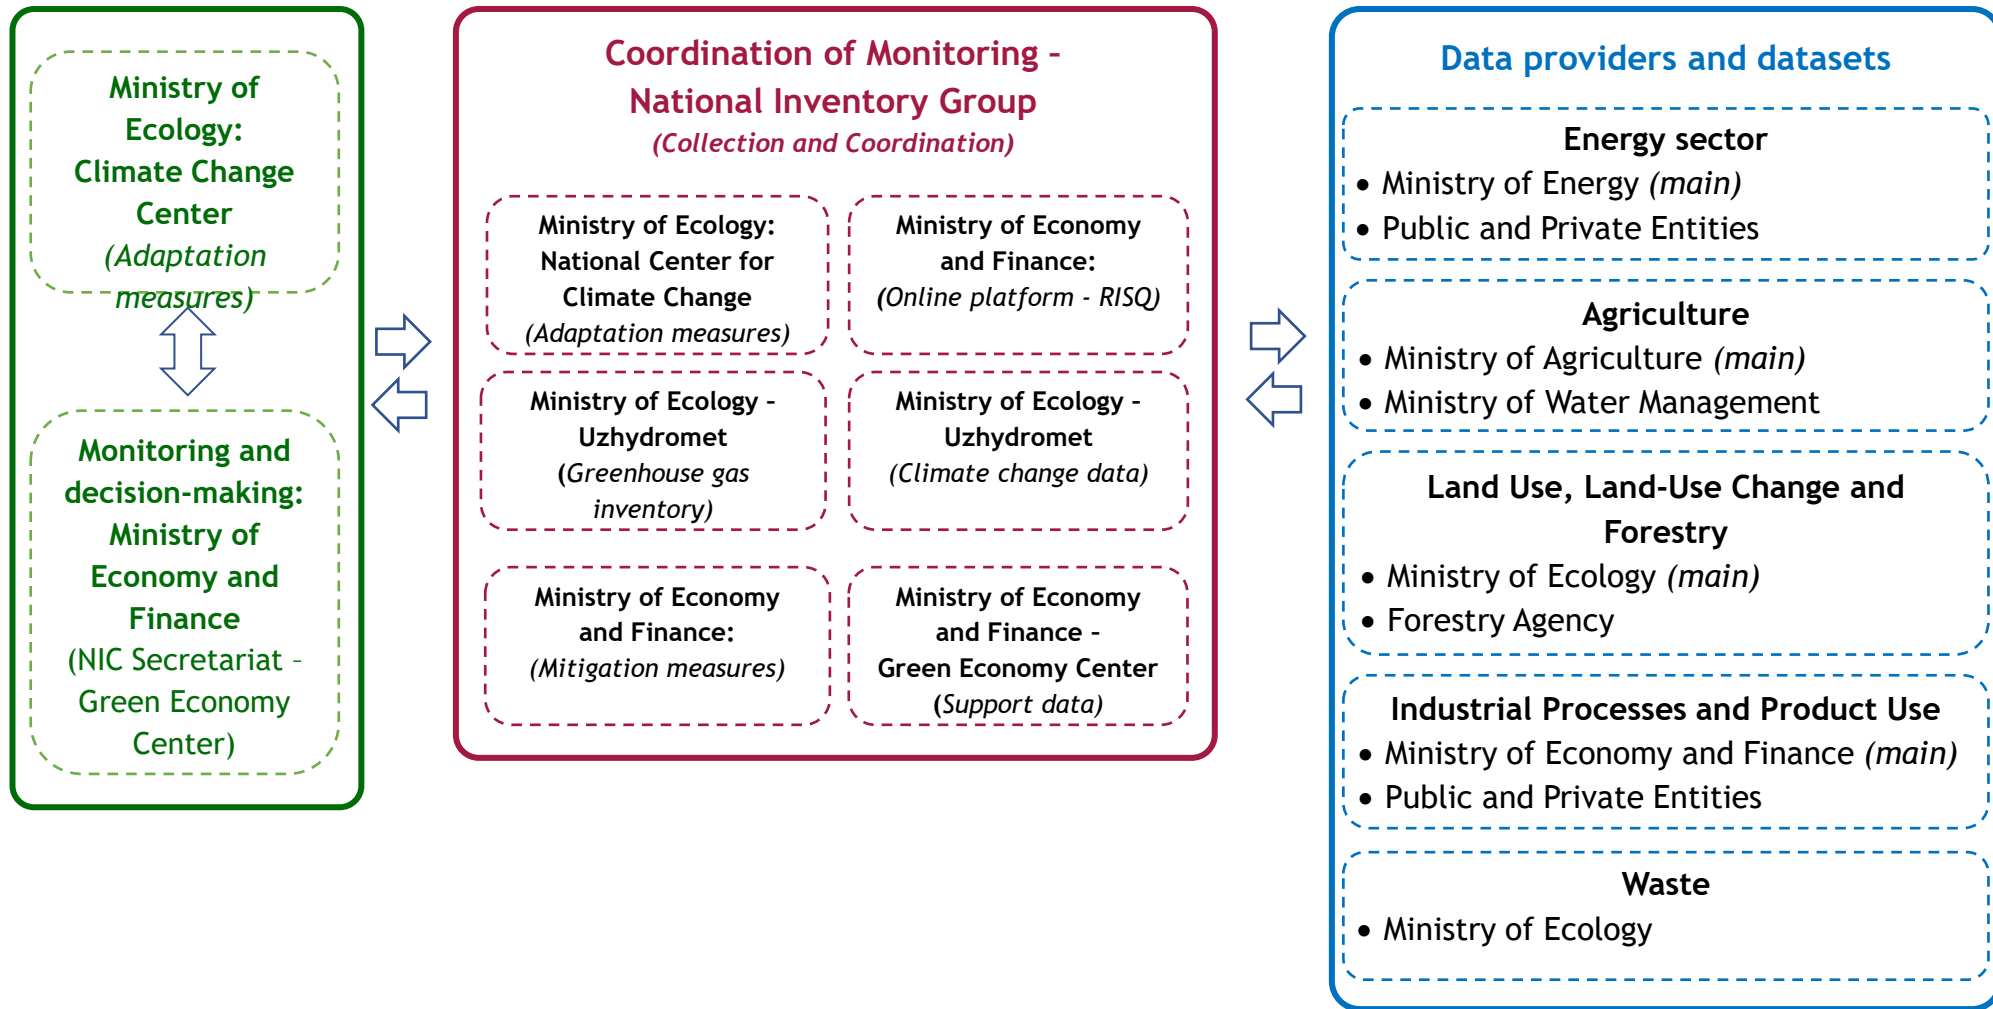 Ministry of
Ecology:
Climate Change
Center
(Adaptation
measures)
Monitoring and
decision-making:
Ministry of
Economy and
Finance
(NIC Secretariat –
Green Economy
Center)
Coordination of Monitoring –
National Inventory Group
(Collection and Coordination)
Ministry of Ecology:
National Center for
Climate Change
(Adaptation measures)
Ministry of Economy
and Finance:
(Online platform - RISQ)
Ministry of Ecology –
Uzhydromet
(Greenhouse gas
inventory)
Ministry of Ecology –
Uzhydromet
(Climate change data)
Ministry of Economy
and Finance:
(Mitigation measures)
Ministry of Economy
and Finance –
Green Economy Center
(Support data)
Data providers and datasets
Energy sector
• Ministry of Energy (main)
• Public and Private Entities
Agriculture
• Ministry of Agriculture (main)
• Ministry of Water Management
Land Use, Land-Use Change and
Forestry
• Ministry of Ecology (main)
• Forestry Agency
Industrial Processes and Product Use
• Ministry of Economy and Finance (main)
• Public and Private Entities
Waste
• Ministry of Ecology